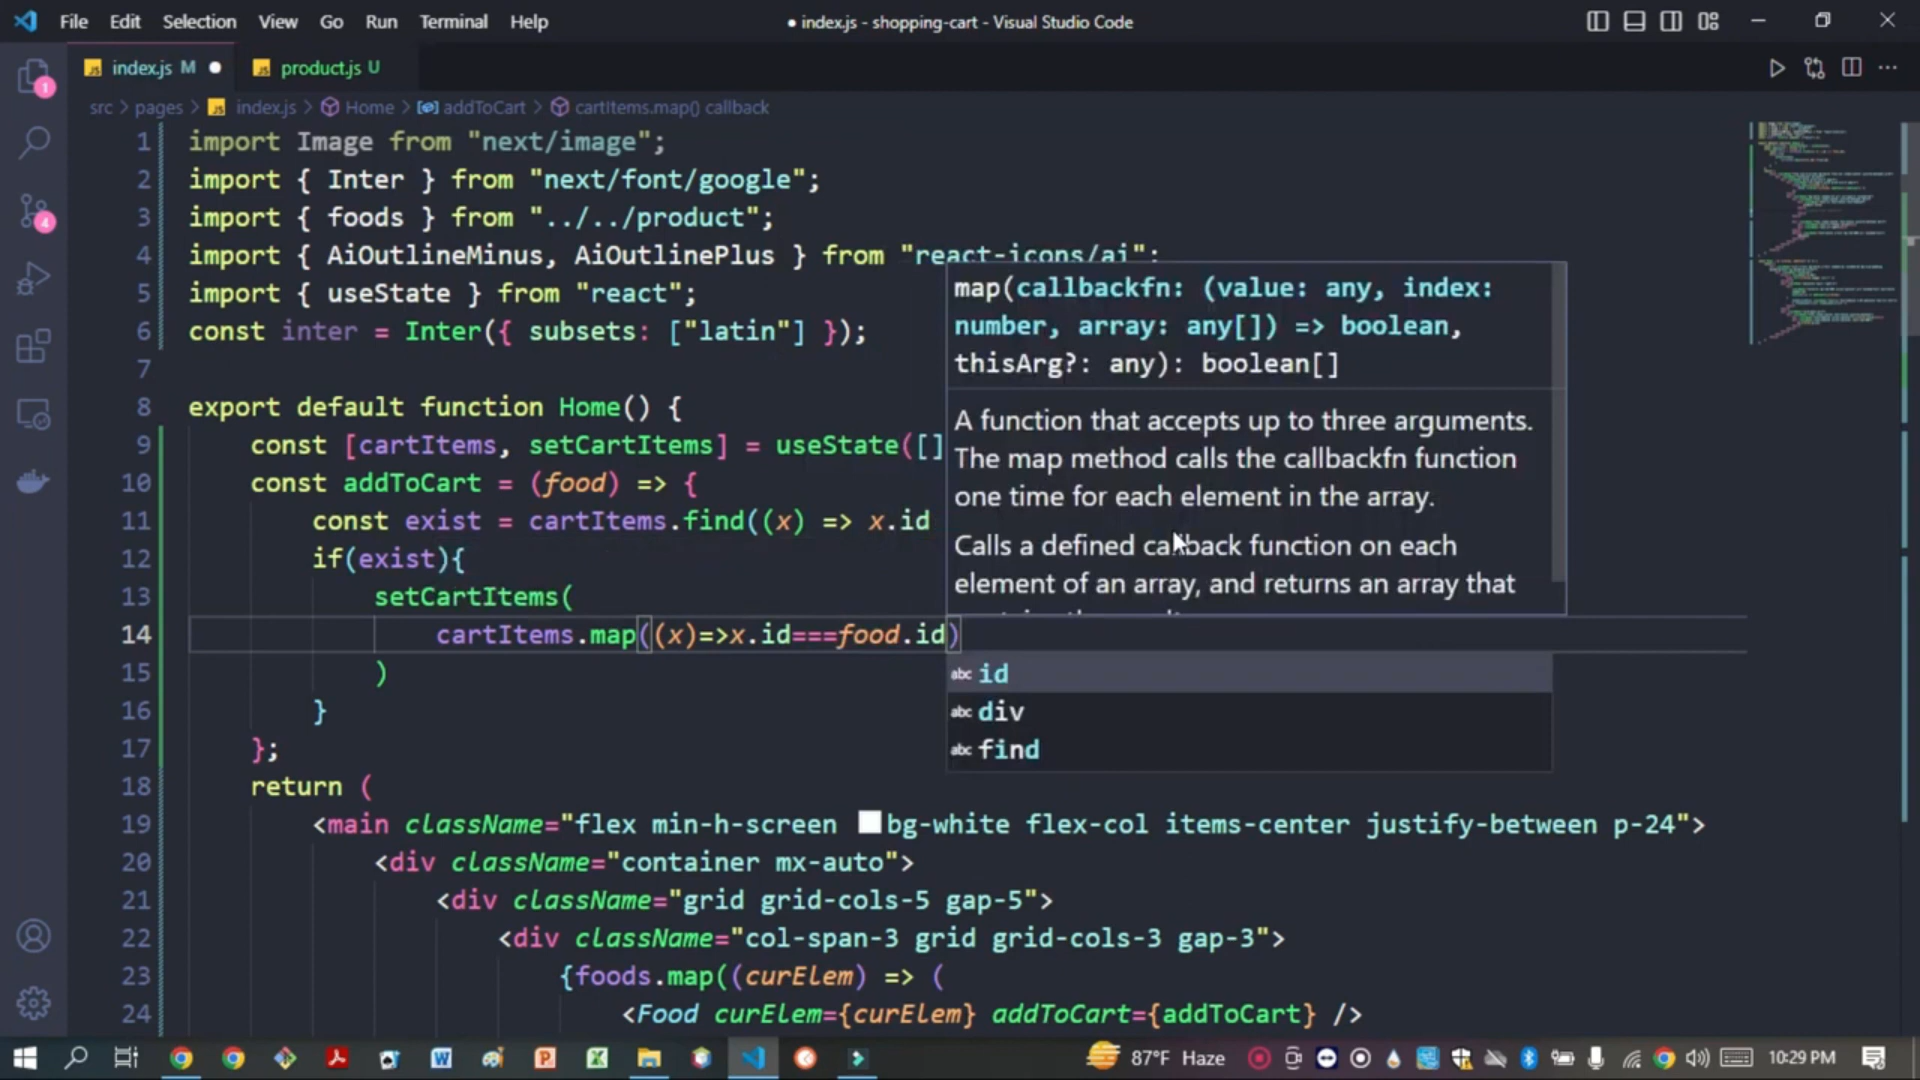 File Edit Selection View Go Run Terminal Help
● index.js - shopping-cart - Visual Studio Code
index.js M ●
product.js U
src > pages > index.js > Home > addToCart > cartItems.map() callback
1 import Image from "next/image";
2 import { Inter } from "next/font/google";
3 import { foods } from "../../product";
4 import { AiOutlineMinus, AiOutlinePlus } from "react-icons/ai";
5 import { useState } from "react";
6 const inter = Inter({ subsets: ["latin"] });
7
8 export default function Home() {
9 const [cartItems, setCartItems] = useState([]
10 const addToCart = (food) => {
11 const exist = cartItems.find((x) => x.id
12 if(exist){
13 setCartItems(
14 cartItems.map((x)=>x.id===food.id)
15 )
16 }
17 };
18 return (
19 <main className="flex min-h-screen bg-white flex-col items-center justify-between p-24">
20 <div className="container mx-auto">
21 <div className="grid grid-cols-5 gap-5">
22 <div className="col-span-3 grid grid-cols-3 gap-3">
23 {foods.map((curElem) => (
24 <Food curElem={curElem} addToCart={addToCart} />
map(callbackfn: (value: any, index:
number, array: any[]) => boolean,
thisArg?: any): boolean[]
A function that accepts up to three arguments.
The map method calls the callbackfn function
one time for each element in the array.
Calls a defined callback function on each
element of an array, and returns an array that
abc id
abc div
abc find
1
4
87°F Haze
10:29 PM